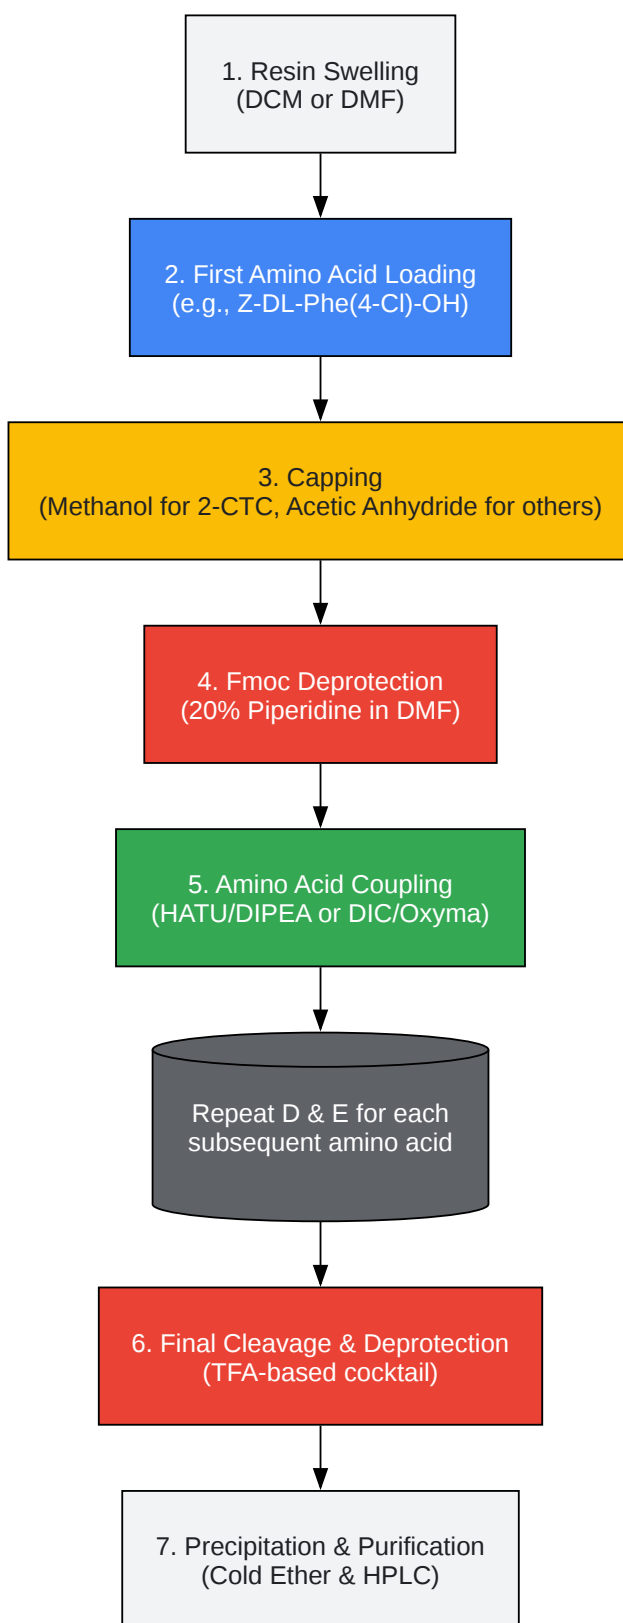 1. Resin Swelling
(DCM or DMF)
2. First Amino Acid Loading
(e.g., Z-DL-Phe(4-Cl)-OH)
3. Capping
(Methanol for 2-CTC, Acetic Anhydride for others)
4. Fmoc Deprotection
(20% Piperidine in DMF)
5. Amino Acid Coupling
(HATU/DIPEA or DIC/Oxyma)
Repeat D & E for each
subsequent amino acid
6. Final Cleavage & Deprotection
(TFA-based cocktail)
7. Precipitation & Purification
(Cold Ether & HPLC)